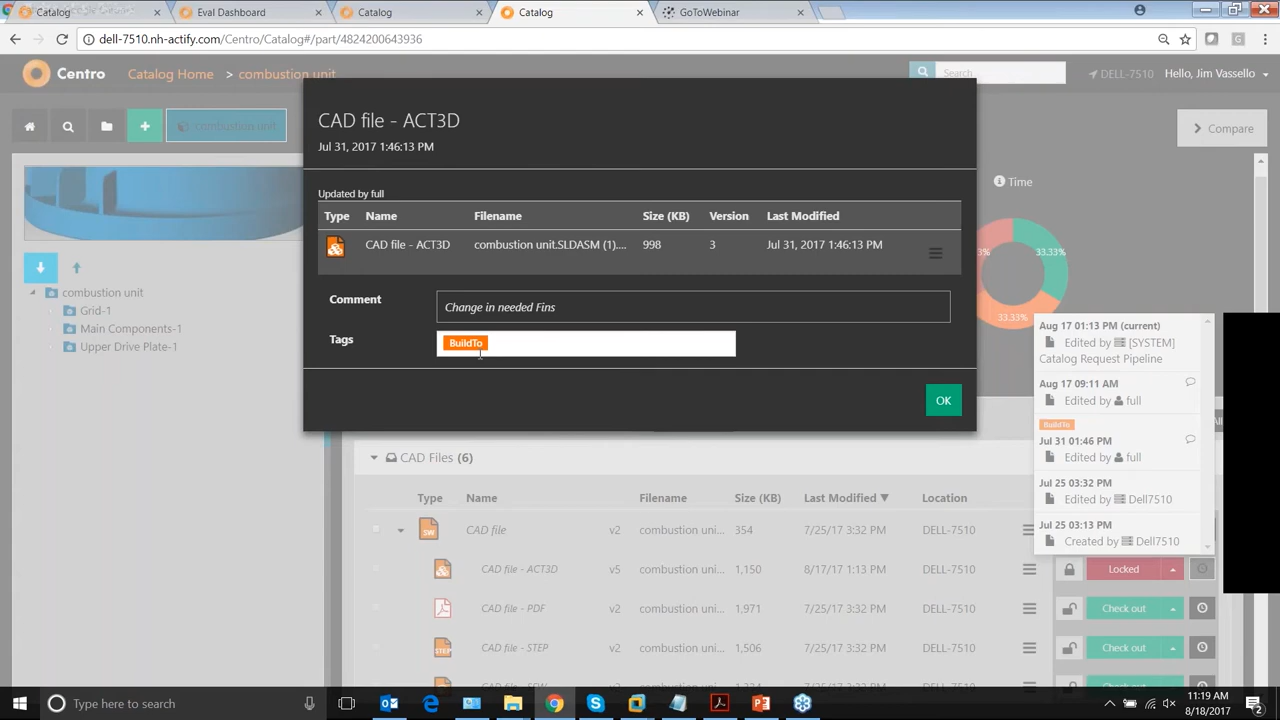 Catalog
Eval Dashboard
Catalog
Catalog
GoToWebinar
dell-7510.nh-actify.com/Centro/Catalog#/part/4824200643936
Centro
Catalog Home > combustion unit
Search
DELL-7510
Hello, Jim Vassello
combustion unit
Compare
CAD file - ACT3D
Jul 31, 2017 1:46:13 PM
Updated by full
Type Name Filename Size (KB) Version Last Modified
CAD file - ACT3D combustion unit.SLDASM (1).... 998 3 Jul 31, 2017 1:46:13 PM
Comment
Change in needed Fins
Tags
BuildTo
OK
Time
33.33%
33.33%
combustion unit
Grid-1
Main Components-1
Upper Drive Plate-1
Aug 17 01:13 PM (current)
Edited by [SYSTEM]
Catalog Request Pipeline
Aug 17 09:11 AM
Edited by full
BuildTo
Jul 31 01:46 PM
Edited by full
Jul 25 03:32 PM
Edited by Dell7510
Jul 25 03:13 PM
Created by Dell7510
CAD Files (6)
Type Name Filename Size (KB) Last Modified ▼ Location
CAD file v2 combustion uni... 354 7/25/17 3:32 PM DELL-7510
CAD file - ACT3D v5 combustion uni... 1,150 8/17/17 1:13 PM DELL-7510 Locked
CAD file - PDF v2 combustion uni... 1,971 7/25/17 3:32 PM DELL-7510 Check out
CAD file - STEP v2 combustion uni... 1,506 7/25/17 3:32 PM DELL-7510 Check out
Type here to search
11:19 AM
8/18/2017